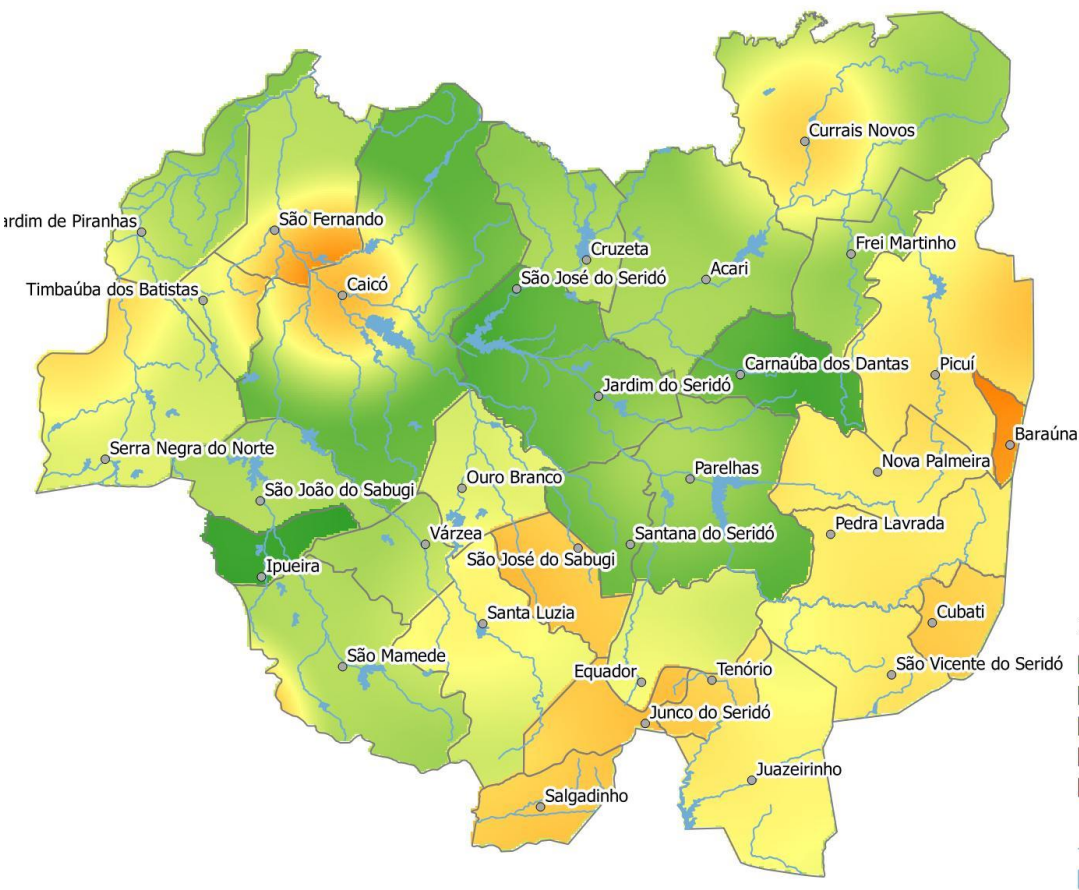 Currais Novos
ardim de Piranhas
São Fernando
Frei Martinho
Cruzeta
Acari
São José do Seridó
Timbaúba dos Batistas
Caicó
Carnaúba dos Dantas
Picuí
Jardim do Seridó
Baraúna
Serra Negra do Norte
Nova Palmeira
Parelhas
Ouro Branco
São João do Sabugi
Pedra Lavrada
Várzea
Santana do Seridó
São José do Sabugi
Ipueira
Cubati
Santa Luzia
São Mamede
São Vicente do Seridó
Equador
Tenório
Junco do Seridó
Juazeirinho
Salgadinho